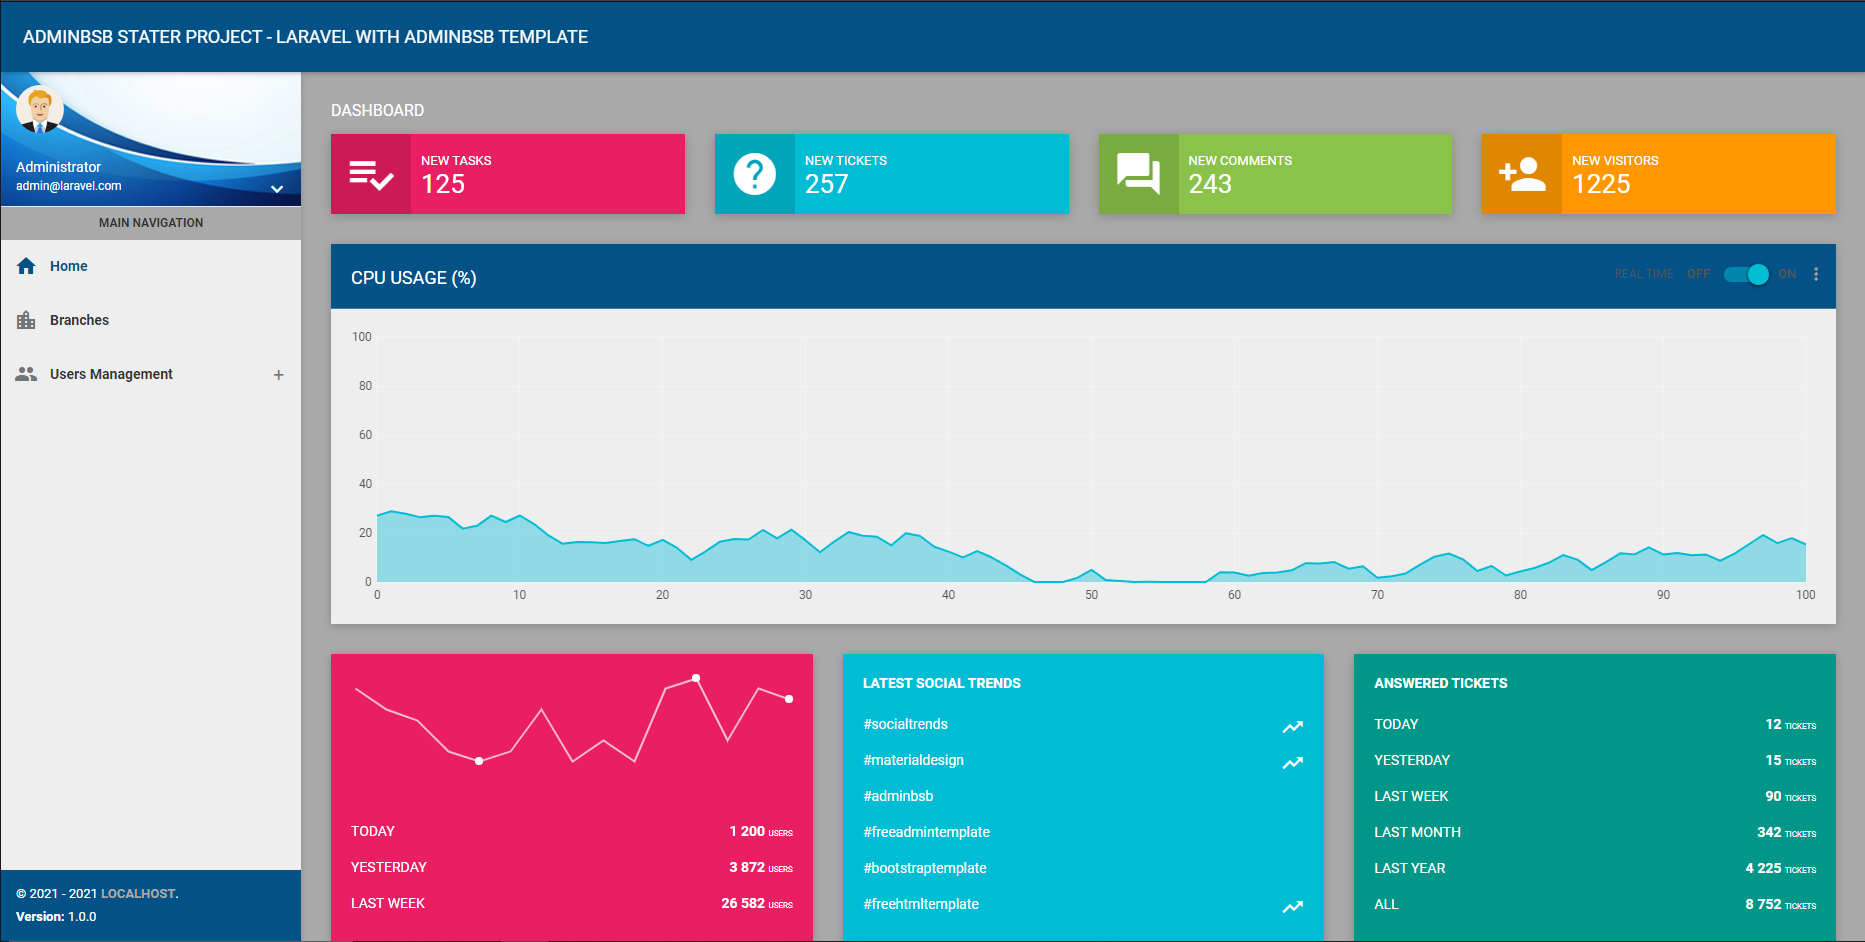 ADMINBSB STATER PROJECT - LARAVEL WITH ADMINBSB TEMPLATE
Administrator
admin@laravel.com
MAIN NAVIGATION
Home
Branches
Users Management +
© 2021 - 2021 LOCALHOST.
Version: 1.0.0
DASHBOARD
NEW TASKS
125
NEW TICKETS
257
NEW COMMENTS
243
NEW VISITORS
1225
CPU USAGE (%)
REAL TIME OFF ON
100
80
60
40
20
0
0 10 20 30 40 50 60 70 80 90 100
TODAY 1 200 USERS
YESTERDAY 3 872 USERS
LAST WEEK 26 582 USERS
LATEST SOCIAL TRENDS
#socialtrends
#materialdesign
#adminbsb
#freeadmintemplate
#bootstraptemplate
#freehtmltemplate
ANSWERED TICKETS
TODAY 12 TICKETS
YESTERDAY 15 TICKETS
LAST WEEK 90 TICKETS
LAST MONTH 342 TICKETS
LAST YEAR 4 225 TICKETS
ALL 8 752 TICKETS